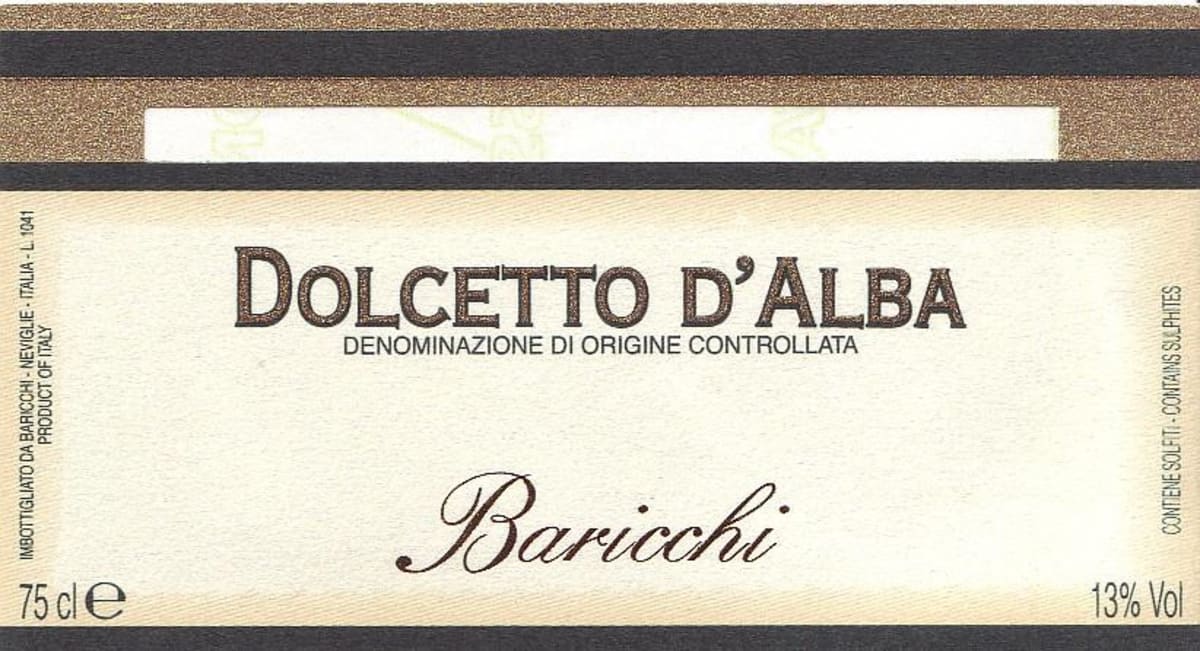 DOLCETTO D'ALBA
DENOMINAZIONE DI ORIGINE CONTROLLATA
Baricchi
IMBOTTIGLIATO DA BARICCHI - NEVIGLIE - ITALIA - L. 1041
PRODUCT OF ITALY
CONTIENE SOLFITI - CONTAINS SULPHITES
75 cl e
13% Vol